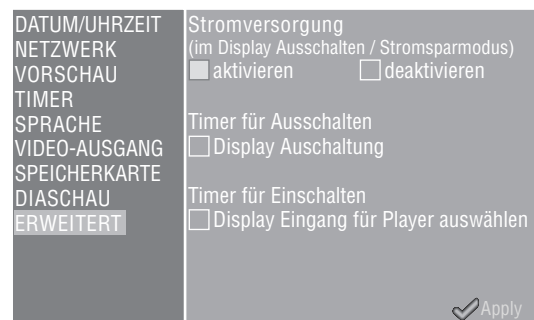 DATUM/UHRZEIT
NETZWERK
VORSCHAU
TIMER
SPRACHE
VIDEO-AUSGANG
SPEICHERKARTE
DIASCHAU
ERWEITERT
Stromversorgung
(im Display Ausschalten / Stromsparmodus)
aktivieren deaktivieren
Timer für Ausschalten
Display Auschaltung
Timer für Einschalten
Display Eingang für Player auswählen
Apply